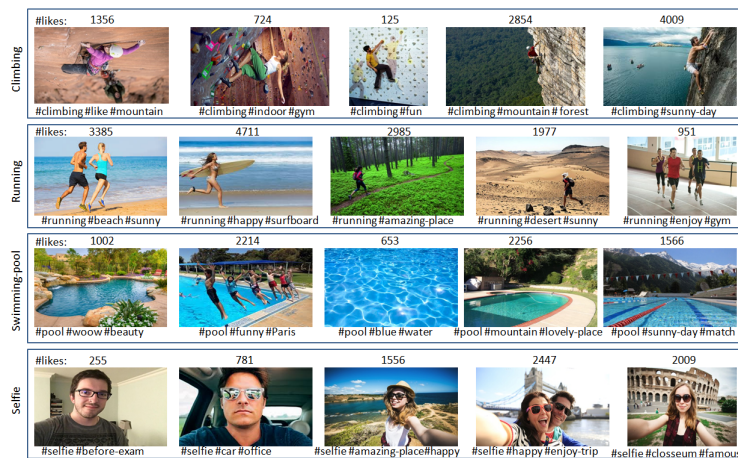 #likes: 1356 724 125 2854 4009
Climbing
#climbing #like #mountain #climbing #indoor #gym #climbing #fun #climbing #mountain # forest #climbing #sunny-day
#likes: 3385 4711 2985 1977 951
Running
#running #beach #sunny #running #happy #surfboard #running #amazing-place #running #desert #sunny #running #enjoy #gym
#likes: 1002 2214 653 2256 1566
Swimming-pool
#pool #woow #beauty #pool #funny #Paris #pool #blue #water #pool #mountain #lovely-place #pool #sunny-day #match
#likes: 255 781 1556 2447 2009
Selfie
#selfie #before-exam #selfie #car #office #selfie #amazing-place#happy #selfie #happy #enjoy-trip #selfie #closseum #famous